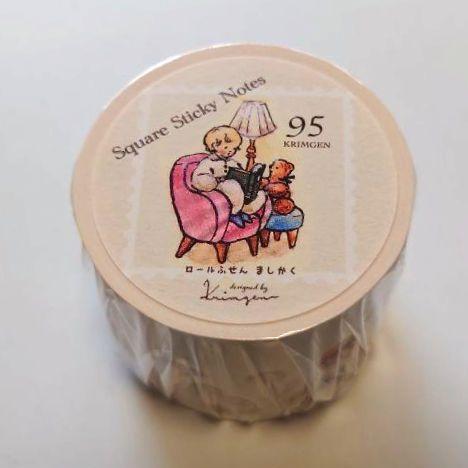 Square Sticky Notes
95
KRIMGEN
ロールふせん ましかく
designed by
Krimgen